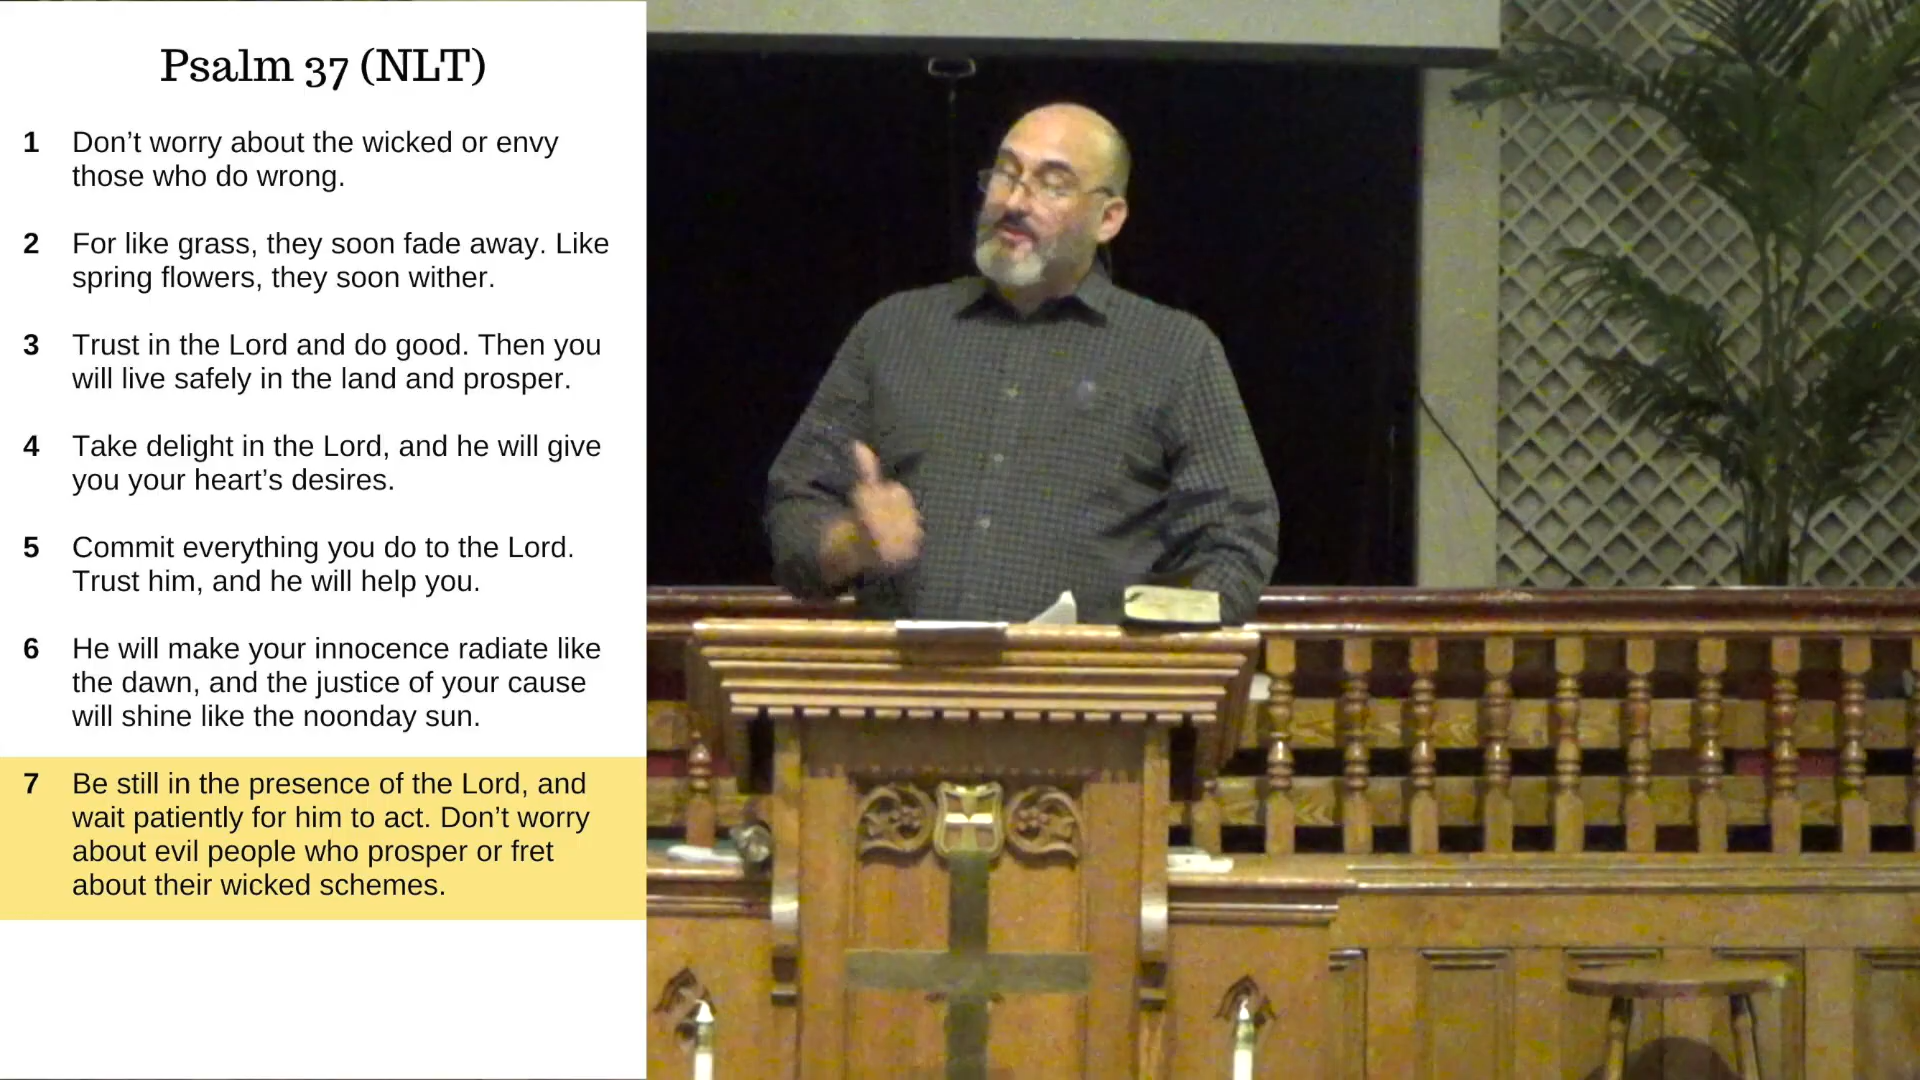 Psalm 37 (NLT)
1 Don’t worry about the wicked or envy
those who do wrong.
2 For like grass, they soon fade away. Like
spring flowers, they soon wither.
3 Trust in the Lord and do good. Then you
will live safely in the land and prosper.
4 Take delight in the Lord, and he will give
you your heart’s desires.
5 Commit everything you do to the Lord.
Trust him, and he will help you.
6 He will make your innocence radiate like
the dawn, and the justice of your cause
will shine like the noonday sun.
7 Be still in the presence of the Lord, and
wait patiently for him to act. Don’t worry
about evil people who prosper or fret
about their wicked schemes.